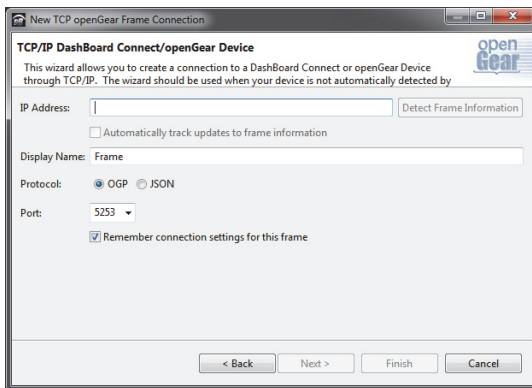 New TCP openGear Frame Connection
TCP/IP DashBoard Connect/openGear Device
open
Gear
This wizard allows you to create a connection to a DashBoard Connect or openGear Device
through TCP/IP. The wizard should be used when your device is not automatically detected by
IP Address:
Detect Frame Information
Automatically track updates to frame information
Display Name: Frame
Protocol: OGP JSON
Port: 5253
Remember connection settings for this frame
< Back Next > Finish Cancel